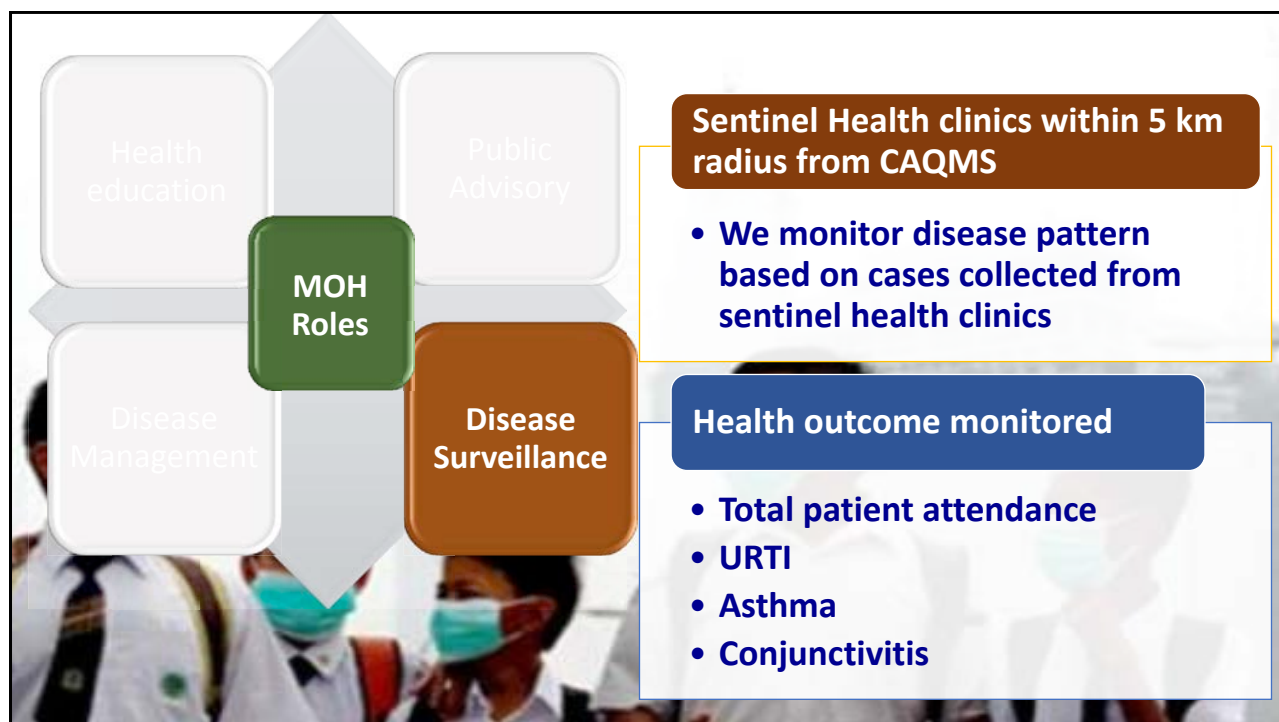 Health
education
Public
Advisory
MOH
Roles
Disease
Management
Disease
Surveillance
Sentinel Health clinics within 5 km
radius from CAQMS
• We monitor disease pattern
based on cases collected from
sentinel health clinics
Health outcome monitored
• Total patient attendance
• URTI
• Asthma
• Conjunctivitis